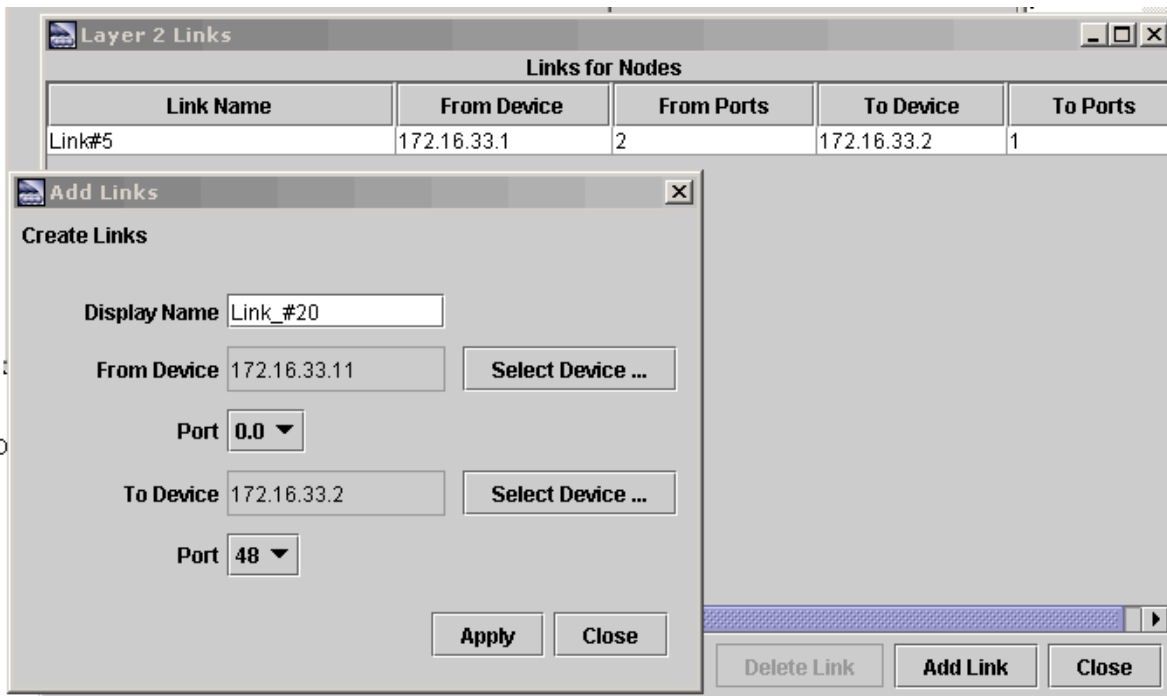 Layer 2 Links
Links for Nodes
Link Name From Device From Ports To Device To Ports
Link#5 172.16.33.1 2 172.16.33.2 1
Add Links
Create Links
Display Name Link_#20
From Device 172.16.33.11 Select Device ...
Port 0.0
To Device 172.16.33.2 Select Device ...
Port 48
Apply Close
Delete Link Add Link Close